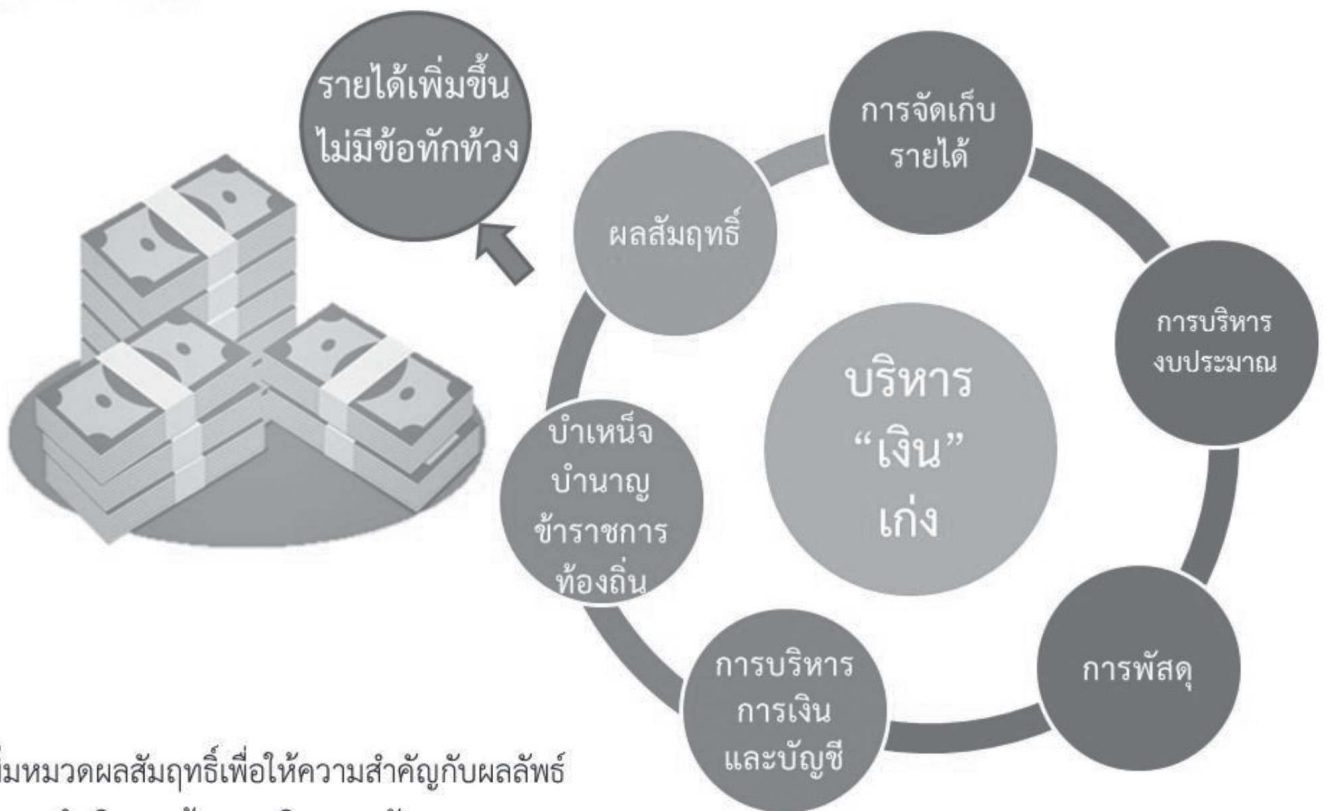 รายได้เพิ่มขึ้น
ไม่มีข้อทักท้วง
การจัดเก็บ
รายได้
ผลสัมฤทธิ์
การบริหาร
งบประมาณ
บริหาร
“เงิน”
เก่ง
บำเหน็จ
บำนาญ
ข้าราชการ
ท้องถิ่น
การพัสดุ
การบริหาร
การเงิน
และบัญชี
หมวดผลสัมฤทธิ์เพื่อให้ความสำคัญกับผลลัพธ์